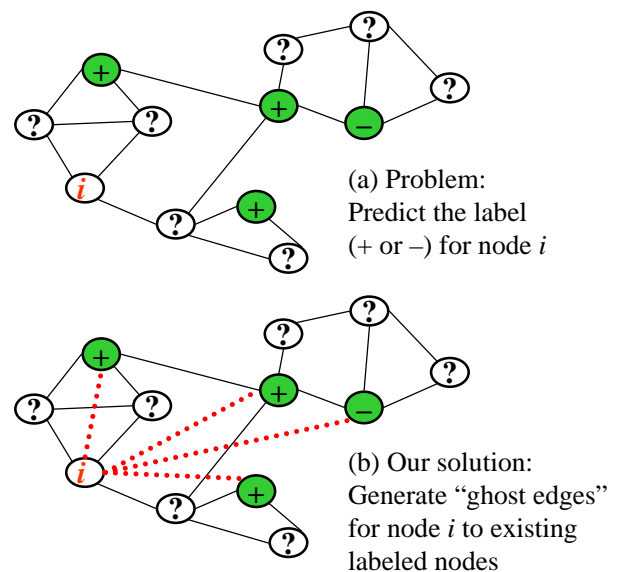 ? ? + ? + ? – ? i + ? ?
(a) Problem:
Predict the label
(+ or –) for node i
? ? + ? + ? – ? i + ? ?
(b) Our solution:
Generate “ghost edges”
for node i to existing
labeled nodes